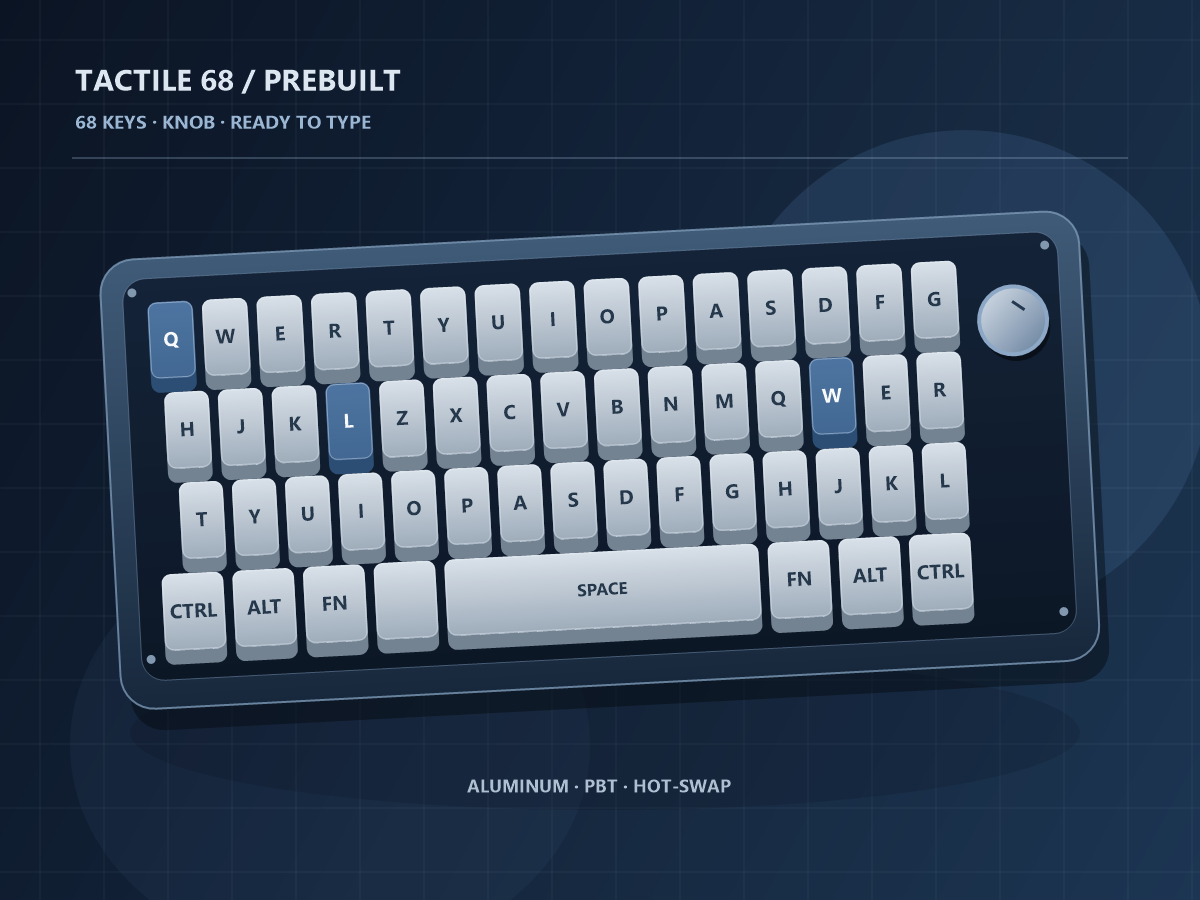 TACTILE 68 / PREBUILT
68 KEYS · KNOB · READY TO TYPE
Q W E R T Y U I O P A S D F G
H J K L Z X C V B N M Q W E R
T Y U I O P A S D F G H J K L
CTRL ALT FN SPACE FN ALT CTRL
ALUMINUM · PBT · HOT-SWAP